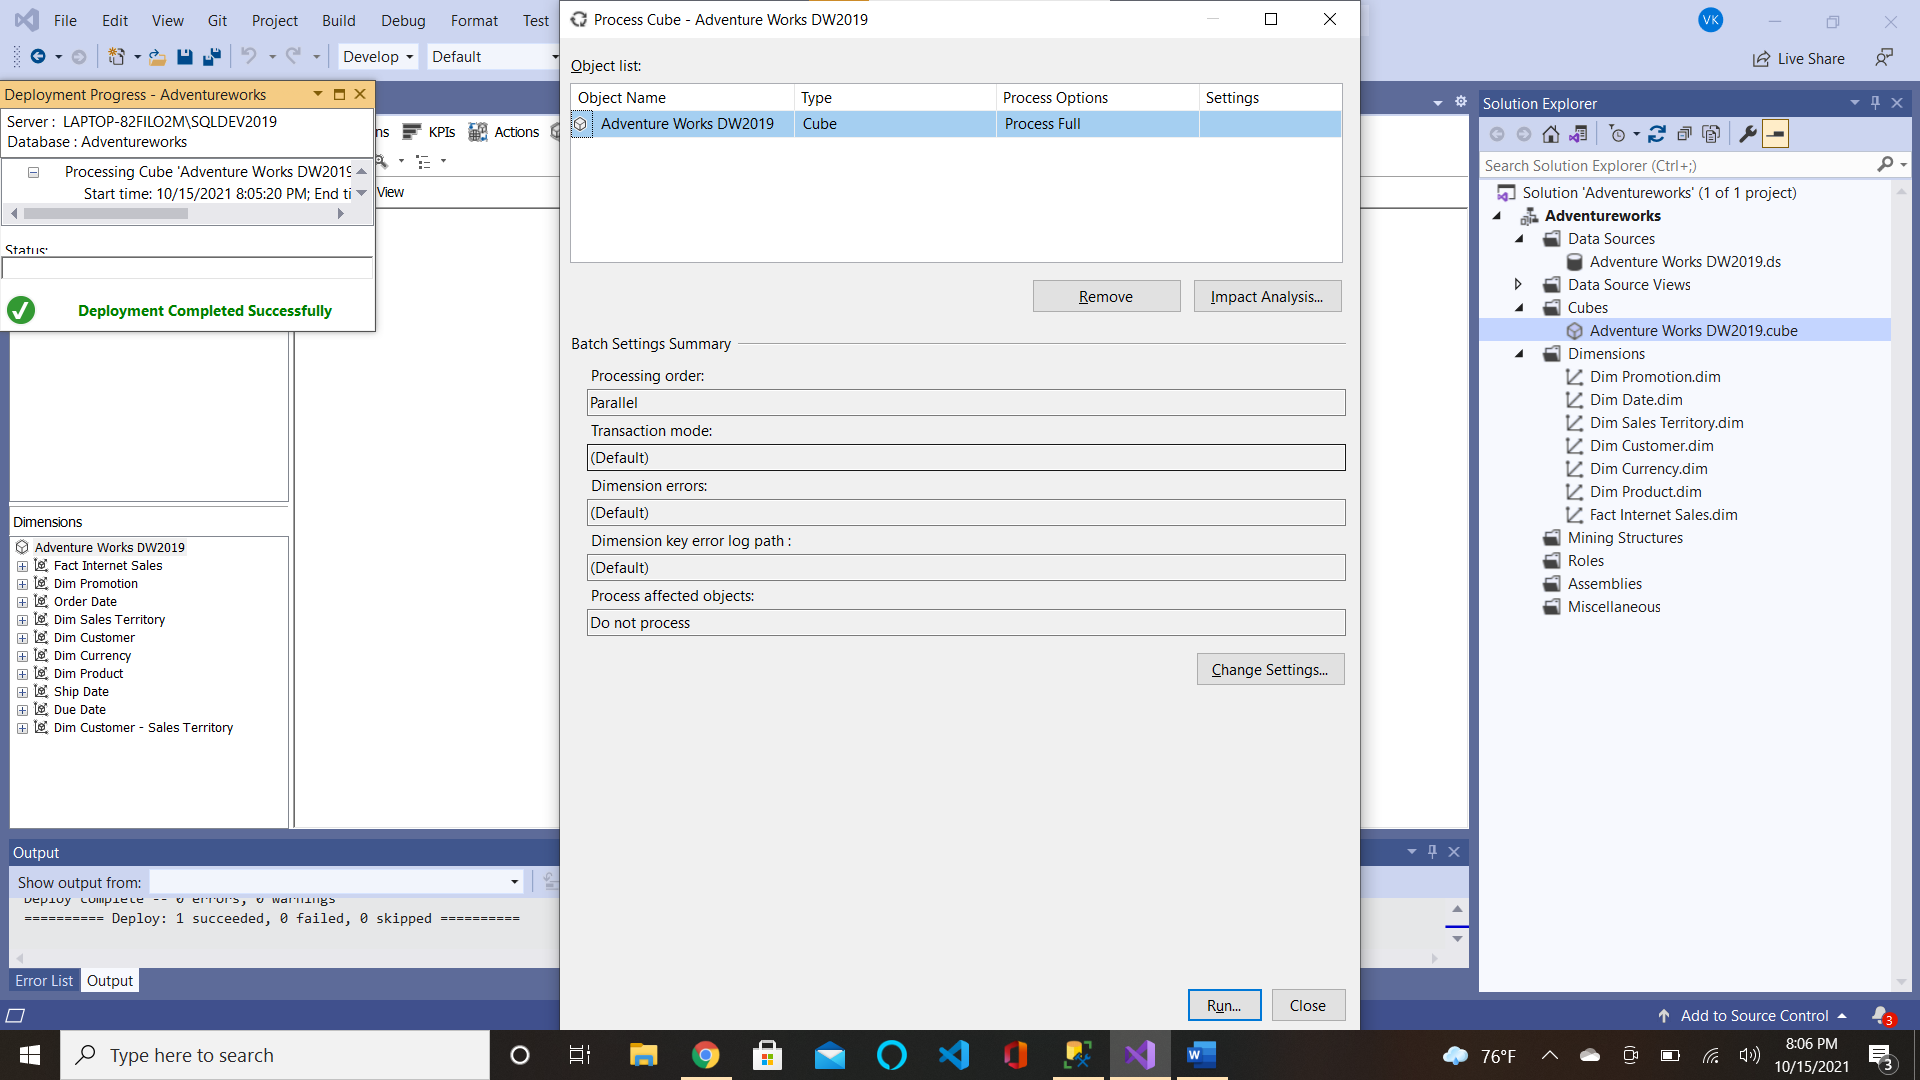 File Edit View Git Project Build Debug Format Test
Develop Default
VK
Live Share
Deployment Progress - Adventureworks
Server : LAPTOP-82FILO2M\SQLDEV2019
Database : Adventureworks
Processing Cube 'Adventure Works DW2019
Start time: 10/15/2021 8:05:20 PM; End ti
Status:
Deployment Completed Successfully
ns KPIs Actions
View
Dimensions
Adventure Works DW2019
Fact Internet Sales
Dim Promotion
Order Date
Dim Sales Territory
Dim Customer
Dim Currency
Dim Product
Ship Date
Due Date
Dim Customer - Sales Territory
Process Cube - Adventure Works DW2019
Object list:
Object Name Type Process Options Settings
Adventure Works DW2019 Cube Process Full
Remove Impact Analysis...
Batch Settings Summary
Processing order:
Parallel
Transaction mode:
(Default)
Dimension errors:
(Default)
Dimension key error log path :
(Default)
Process affected objects:
Do not process
Change Settings...
Run... Close
Solution Explorer
Search Solution Explorer (Ctrl+;)
Solution 'Adventureworks' (1 of 1 project)
Adventureworks
Data Sources
Adventure Works DW2019.ds
Data Source Views
Cubes
Adventure Works DW2019.cube
Dimensions
Dim Promotion.dim
Dim Date.dim
Dim Sales Territory.dim
Dim Customer.dim
Dim Currency.dim
Dim Product.dim
Fact Internet Sales.dim
Mining Structures
Roles
Assemblies
Miscellaneous
Output
Show output from:
Deploy complete -- 0 errors, 0 warnings
========== Deploy: 1 succeeded, 0 failed, 0 skipped ==========
Error List Output
Add to Source Control 3
Type here to search
76°F
8:06 PM
10/15/2021
3